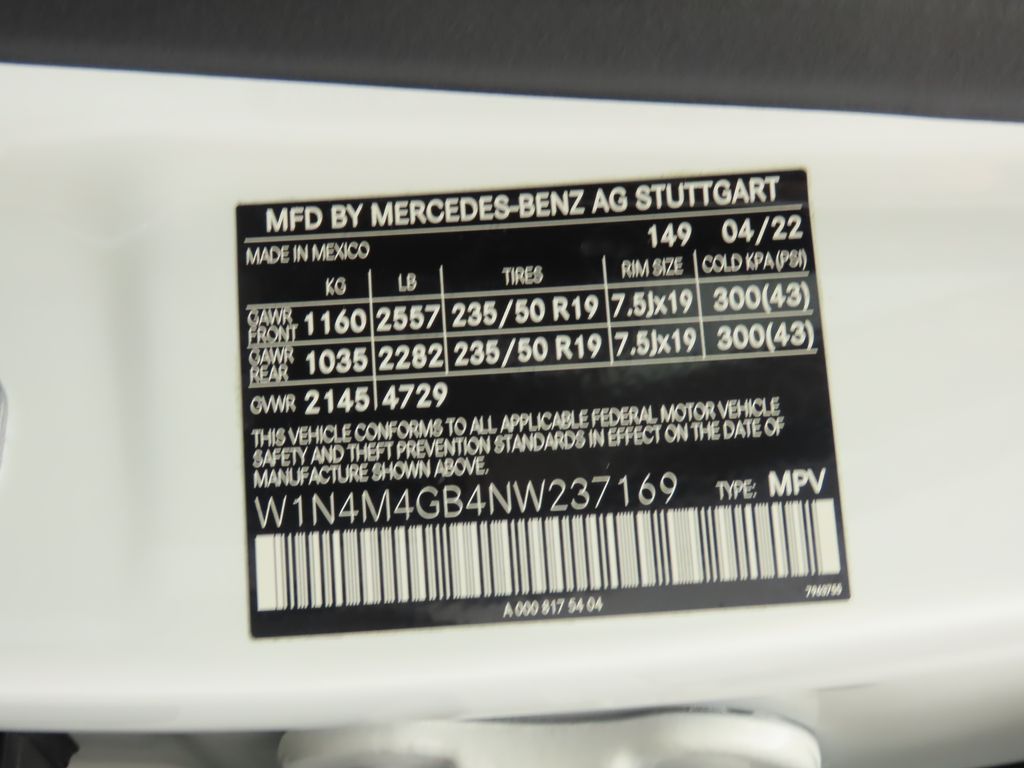 MFD BY MERCEDES-BENZ AG STUTTGART
MADE IN MEXICO 149 04/22
KG LB TIRES RIM SIZE COLD KPA (PSI)
GAWR FRONT 1160 2557 235/50 R19 7.5Jx19 300(43)
GAWR REAR 1035 2282 235/50 R19 7.5Jx19 300(43)
GVWR 2145 4729
THIS VEHICLE CONFORMS TO ALL APPLICABLE FEDERAL MOTOR VEHICLE
SAFETY AND THEFT PREVENTION STANDARDS IN EFFECT ON THE DATE OF
MANUFACTURE SHOWN ABOVE.
W1N4M4GB4NW237169 TYPE: MPV
A 000 817 54 04